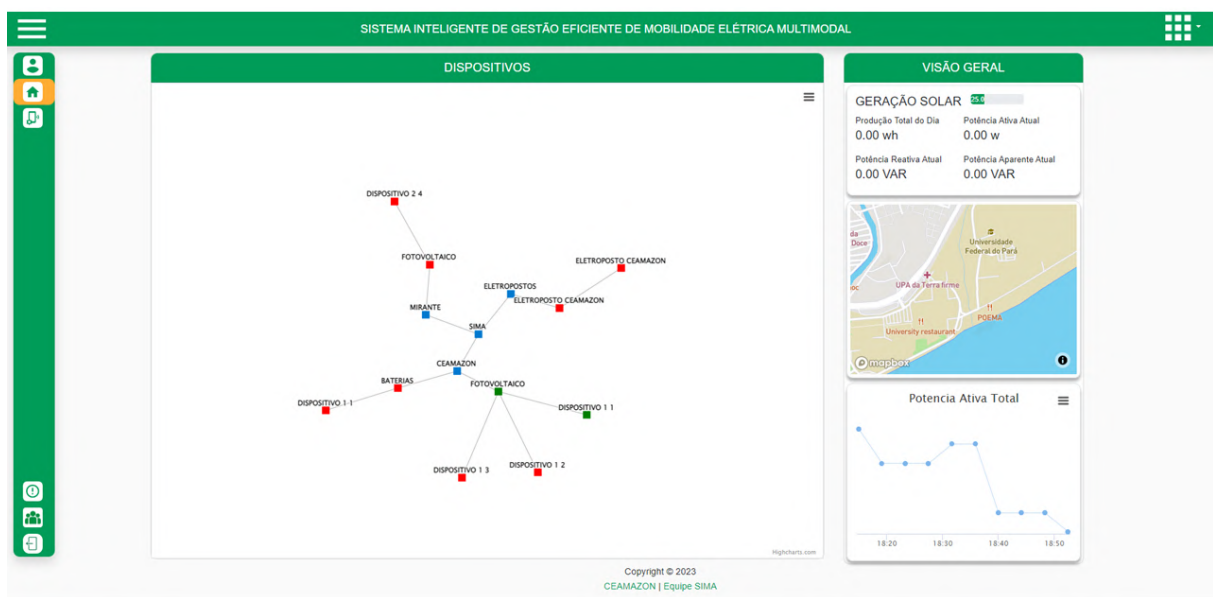 SISTEMA INTELIGENTE DE GESTÃO EFICIENTE DE MOBILIDADE ELÉTRICA MULTIMODAL
DISPOSITIVOS
DISPOSITIVO 2 4
FOTOVOLTAICO
ELETROPOSTO CEAMAZON
ELETROPOSTOS
ELETROPOSTO CEAMAZON
MIRANTE
SIMA
CEAMAZON
BATERIAS
FOTOVOLTAICO
DISPOSITIVO 1 1
DISPOSITIVO 1 1
DISPOSITIVO 1 3
DISPOSITIVO 1 2
Highcharts.com
VISÃO GERAL
GERAÇÃO SOLAR
Produção Total do Dia
0.00 wh
Potência Ativa Atual
0.00 w
Potência Reativa Atual
0.00 VAR
Potência Aparente Atual
0.00 VAR
Doce
Universidade
Federal do Pará
UPA da Terra firme
POEMA
University restaurant
mapbox
Potencia Ativa Total
18:20 18:30 18:40 18:50
Copyright © 2023
CEAMAZON | Equipe SIMA